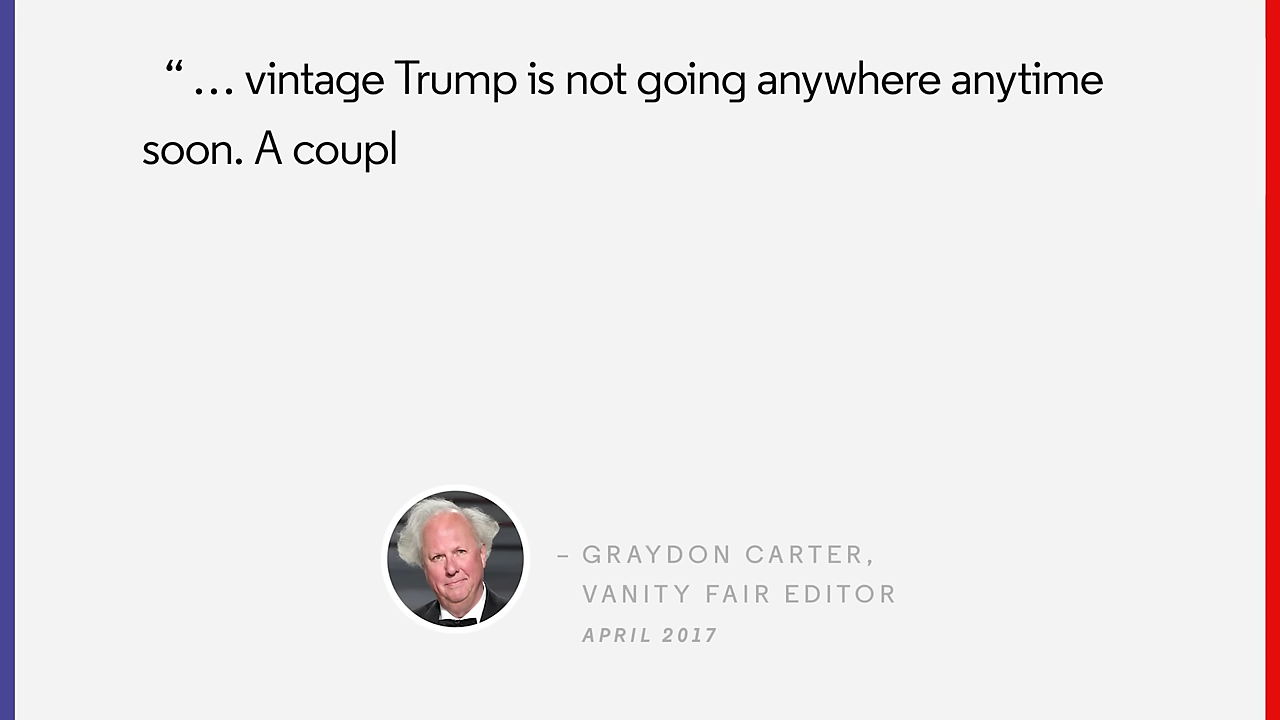 “ … vintage Trump is not going anywhere anytime
soon. A coupl
– GRAYDON CARTER,
VANITY FAIR EDITOR
APRIL 2017